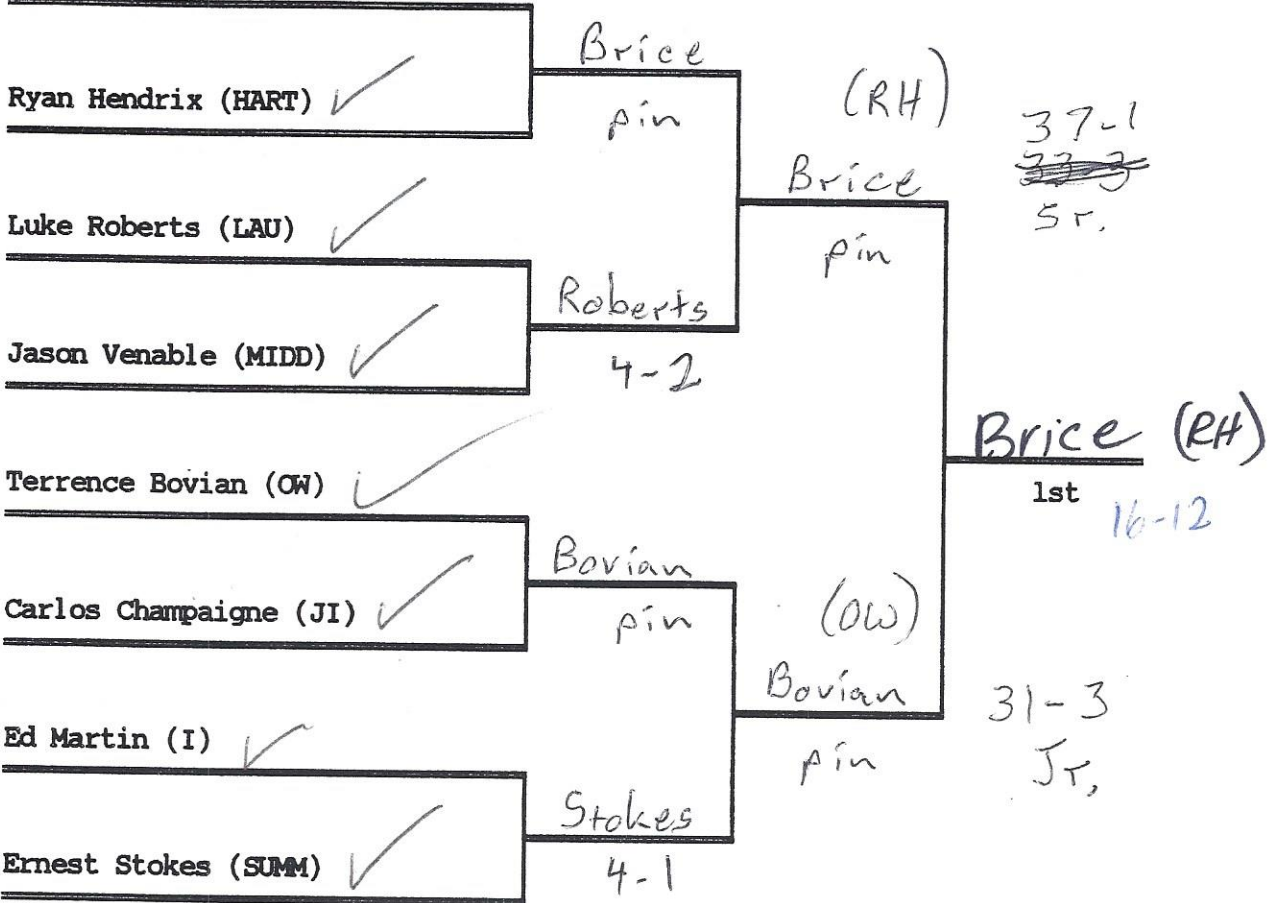 Brice
Ryan Hendrix (HART)
pin
(RH)
37-1
Brice
Sr.
Luke Roberts (LAU)
pin
Roberts
Jason Venable (MIDD)
4-2
Brice (RH)
Terrence Bovian (OW)
1st
16-12
Bovian
Carlos Champaigne (JI)
pin
(OW)
Bovian
31-3
Ed Martin (I)
pin
Jr,
Stokes
Ernest Stokes (SUMM)
4-1